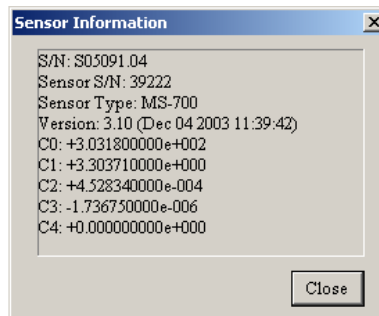 Sensor Information
S/N: S05091.04
Sensor S/N: 39222
Sensor Type: MS-700
Version: 3.10 (Dec 04 2003 11:39:42)
C0: +3.031800000e+002
C1: +3.303710000e+000
C2: +4.528340000e-004
C3: -1.736750000e-006
C4: +0.000000000e+000
Close